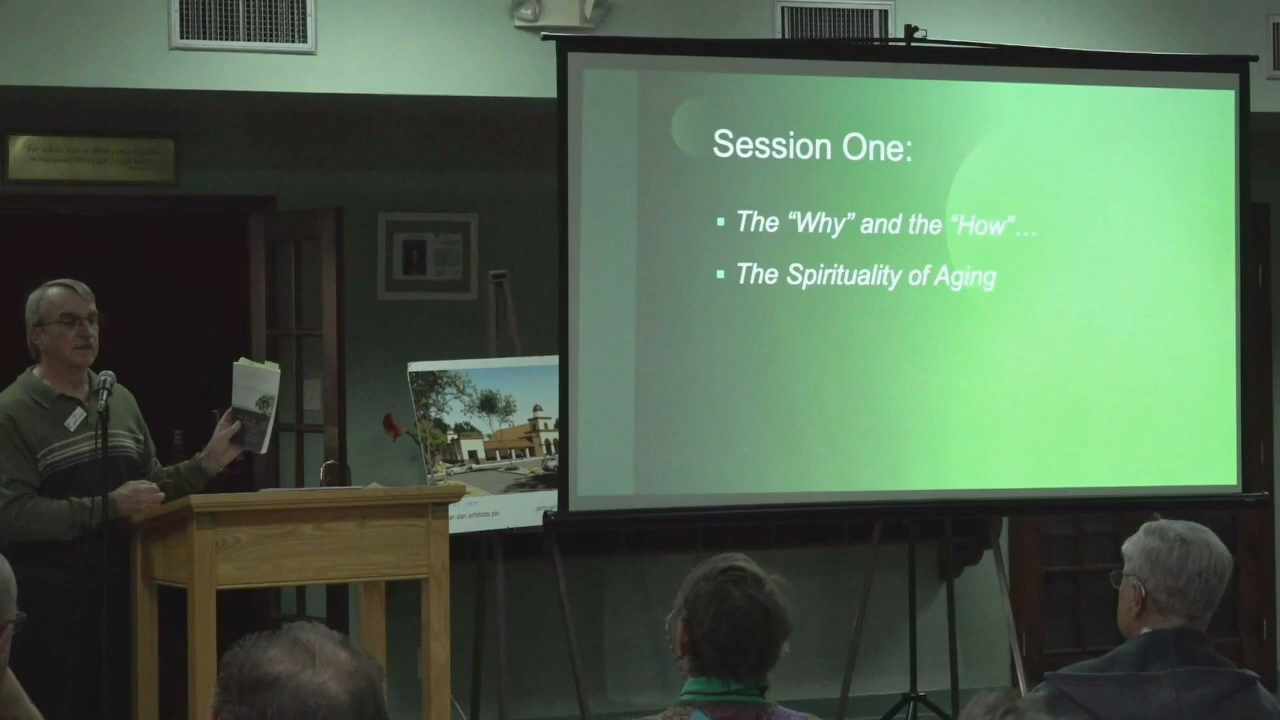 Session One:
The “Why” and the “How”…
The Spirituality of Aging